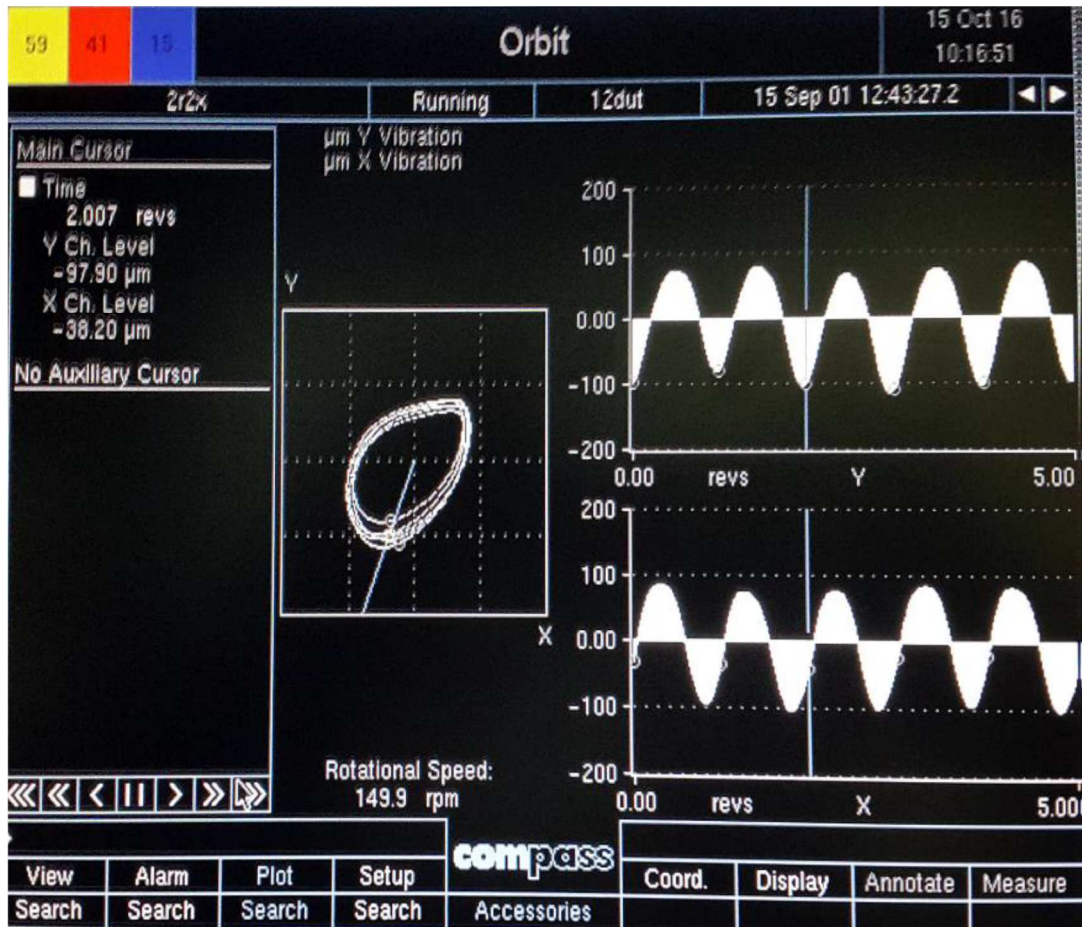 59 41 15 Orbit 15 Oct 16
10:16:51
2r2x Running 12dut 15 Sep 01 12:43:27.2
Main Cursor
Time
2.007 revs
Y Ch. Level
-97.90 µm
X Ch. Level
-38.20 µm
No Auxiliary Cursor
µm Y Vibration
µm X Vibration
Y
X
Rotational Speed:
149.9 rpm
200
100
0.00
-100
-200
0.00 revs Y 5.00
200
100
0.00
-100
-200
0.00 revs X 5.00
compass
View Alarm Plot Setup Coord. Display Annotate Measure
Search Search Search Search Accessories